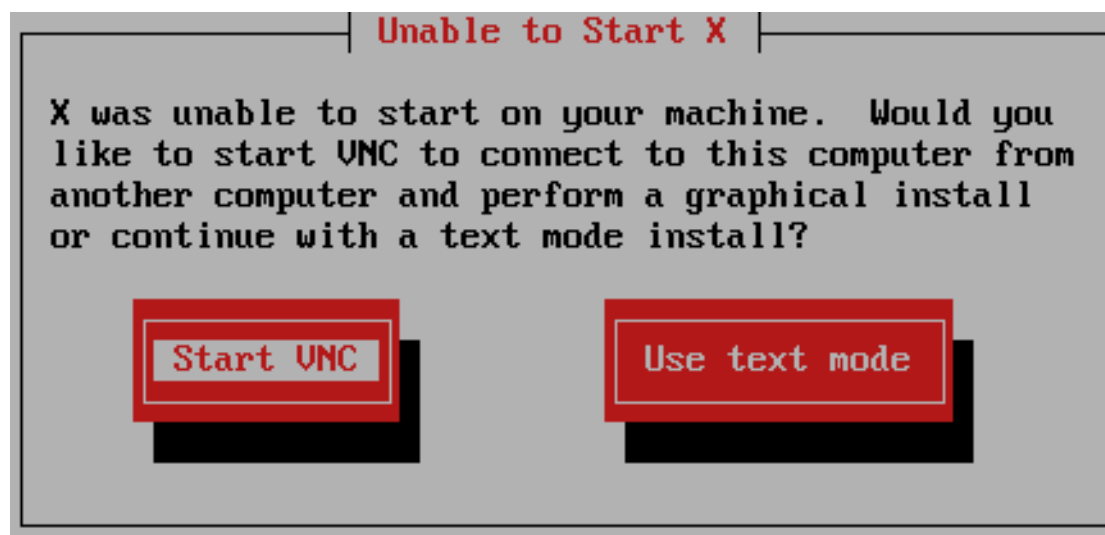 Unable to Start X
X was unable to start on your machine.  Would you
like to start VNC to connect to this computer from
another computer and perform a graphical install
or continue with a text mode install?
Start VNC
Use text mode